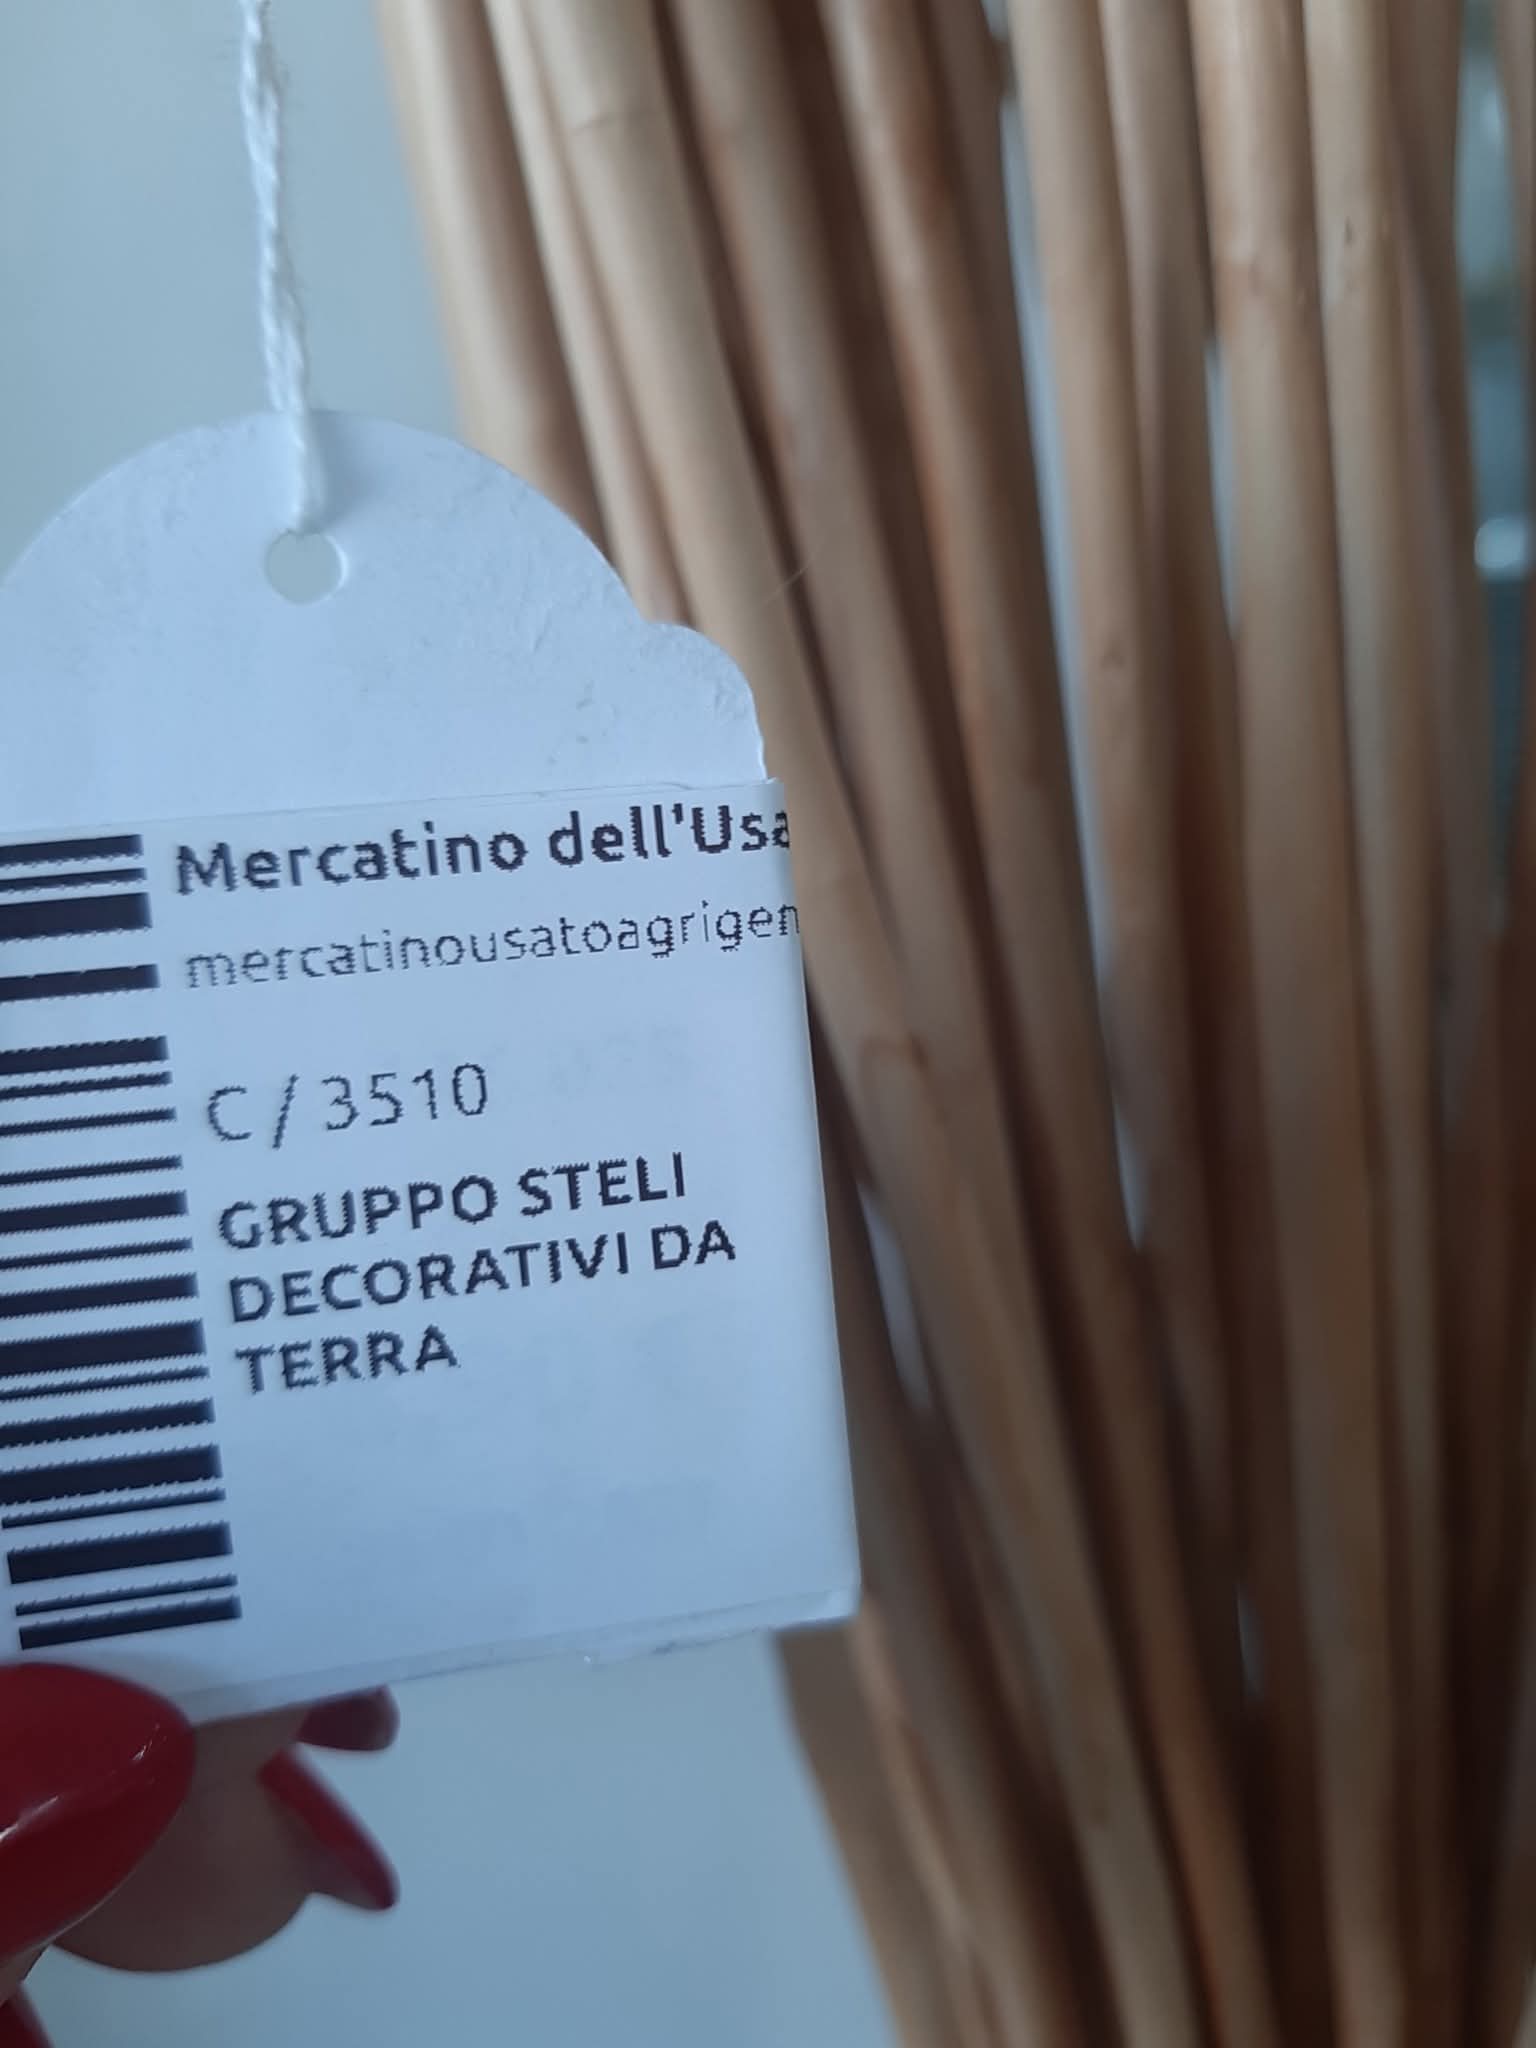 Mercatino dell'Usa
mercatinousatoagrigen
C / 3510
GRUPPO STELI
DECORATIVI DA
TERRA